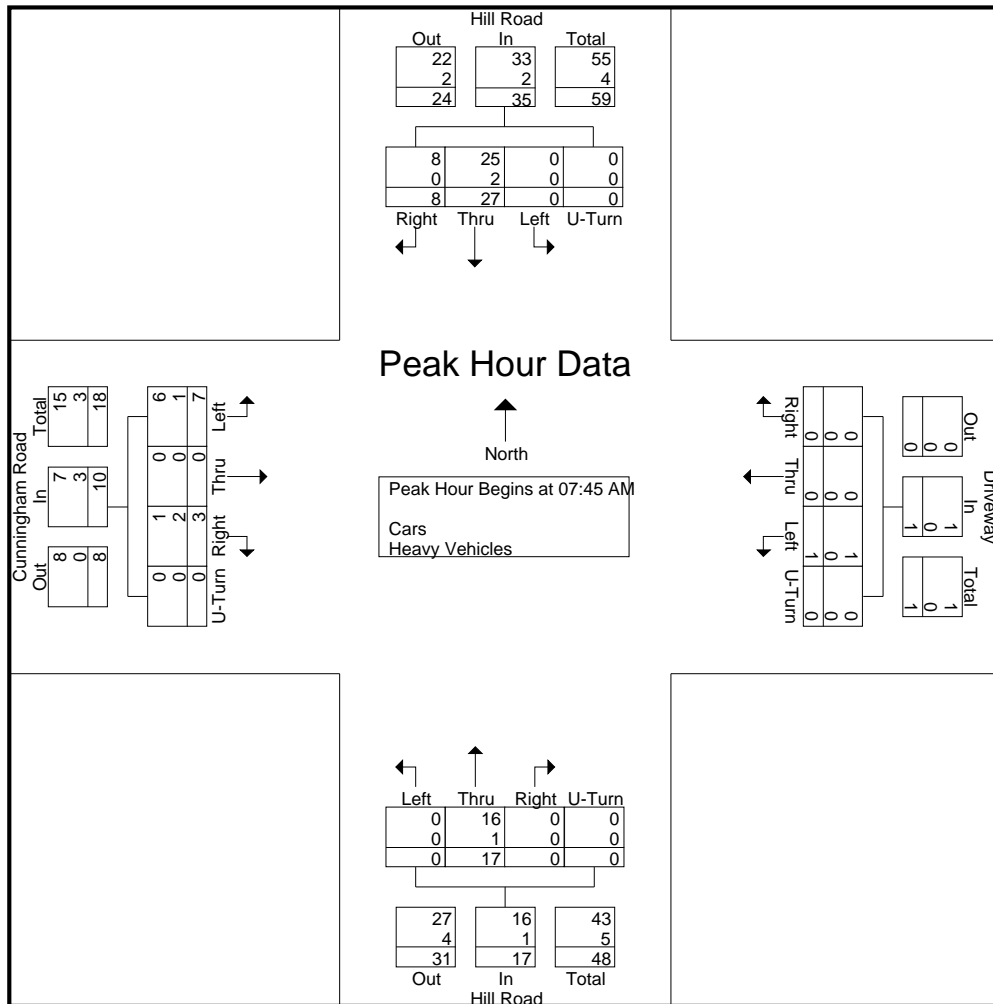 Hill Road
Out In Total
22 33 55
2 2 4
24 35 59
8 25 0 0
0 2 0 0
8 27 0 0
Right Thru Left U-Turn
Peak Hour Data
North
Peak Hour Begins at 07:45 AM
Cars
Heavy Vehicles
Cunningham Road
Out In Total
8 7 15
0 3 3
8 10 18
U-Turn Right Thru Left
0 1 0 6
0 2 0 1
0 3 0 7
Driveway
Out In Total
0 1 1
0 0 0
0 1 1
Right Thru Left U-Turn
0 0 1 0
0 0 0 0
0 0 1 0
Left Thru Right U-Turn
0 16 0 0
0 1 0 0
0 17 0 0
27 16 43
4 1 5
31 17 48
Out In Total
Hill Road